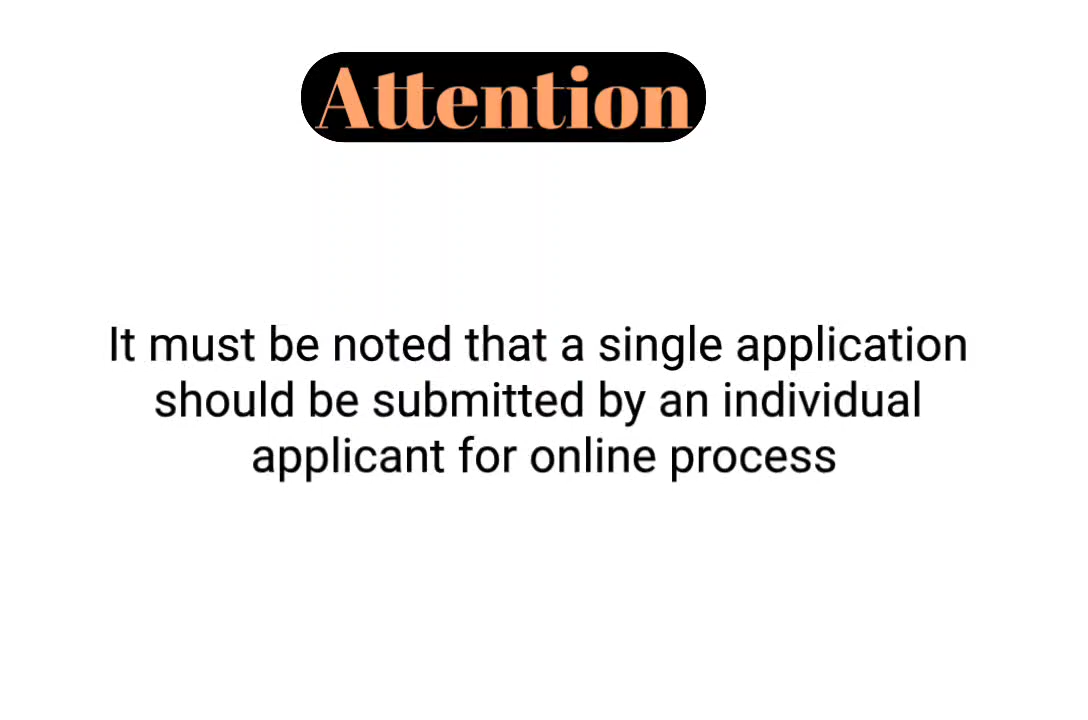 Attention
It must be noted that a single application
should be submitted by an individual
applicant for online process